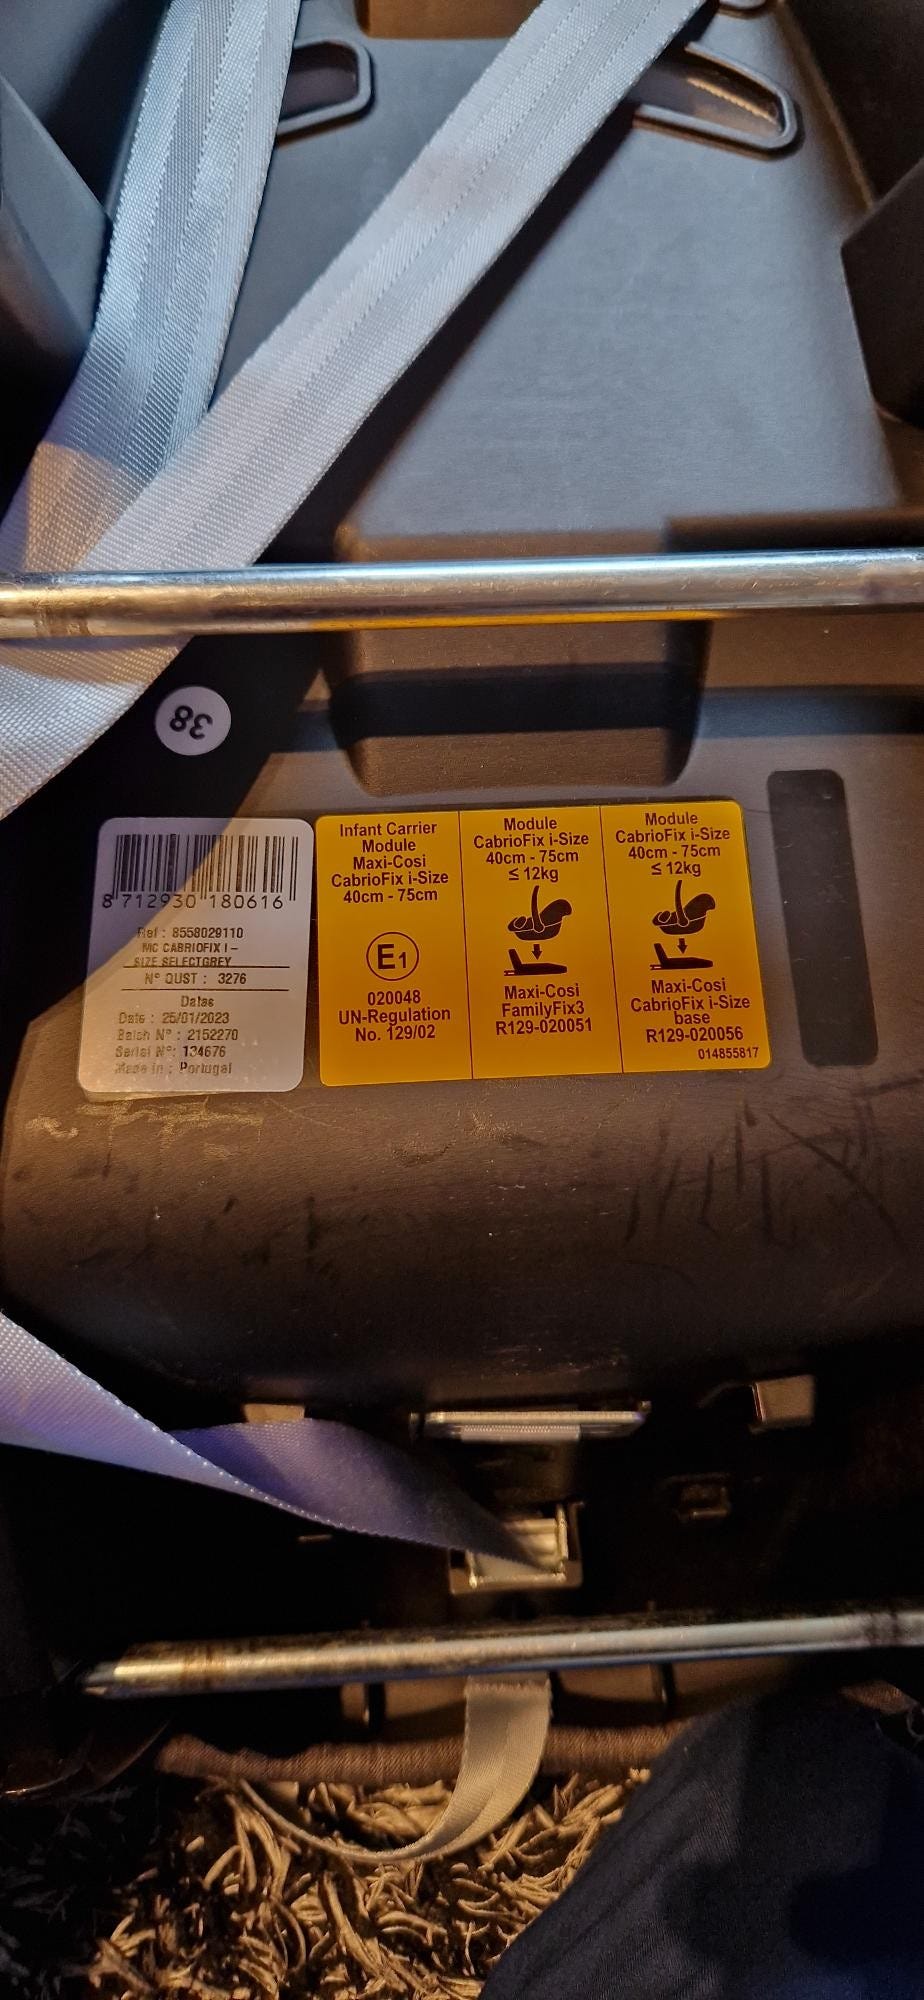 38
8 712930 180616
Ref : 8558029110
MC CABRIOFIX I-
SIZE SELECTGREY
N° QUST : 3276
Datas
Date : 25/01/2023
Batch N° : 2152270
Serial N°: 134676
Made in : Portugal
Infant Carrier
Module
Maxi-Cosi
CabrioFix i-Size
40cm - 75cm
E1
020048
UN-Regulation
No. 129/02
Module
CabrioFix i-Size
40cm - 75cm
≤ 12kg
Maxi-Cosi
FamilyFix3
R129-020051
Module
CabrioFix i-Size
40cm - 75cm
≤ 12kg
Maxi-Cosi
CabrioFix i-Size
base
R129-020056
014855817